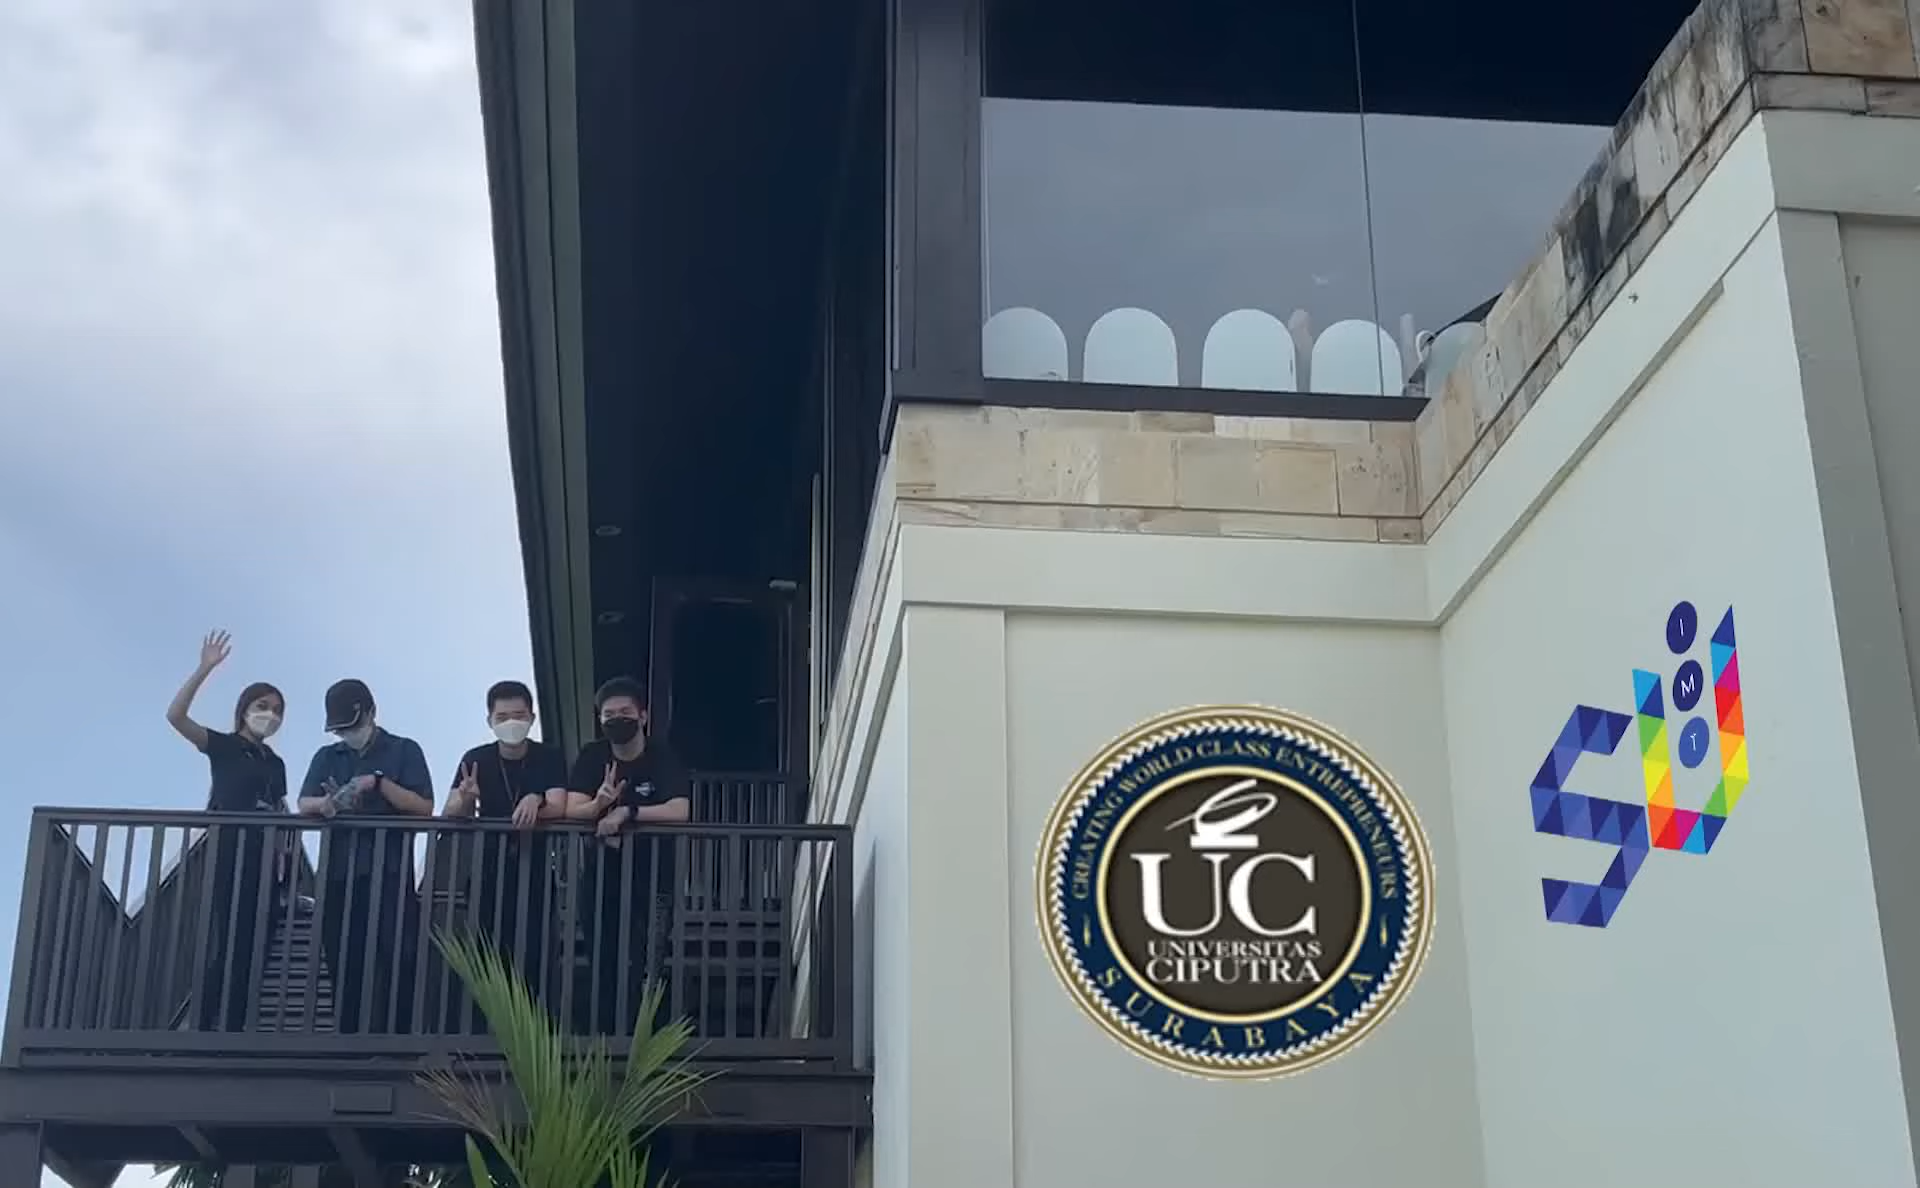 CREATING WORLD CLASS ENTREPRENEURS
UC
UNIVERSITAS
CIPUTRA
SURABAYA
I
M
T